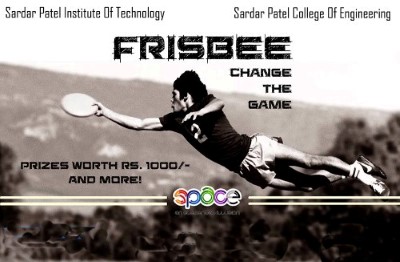 Sardar Patel Institute Of Technology
Sardar Patel College Of Engineering
FRISBEE
CHANGE
THE
GAME
2
PRIZES WORTH RS. 1000/-
AND MORE!
space